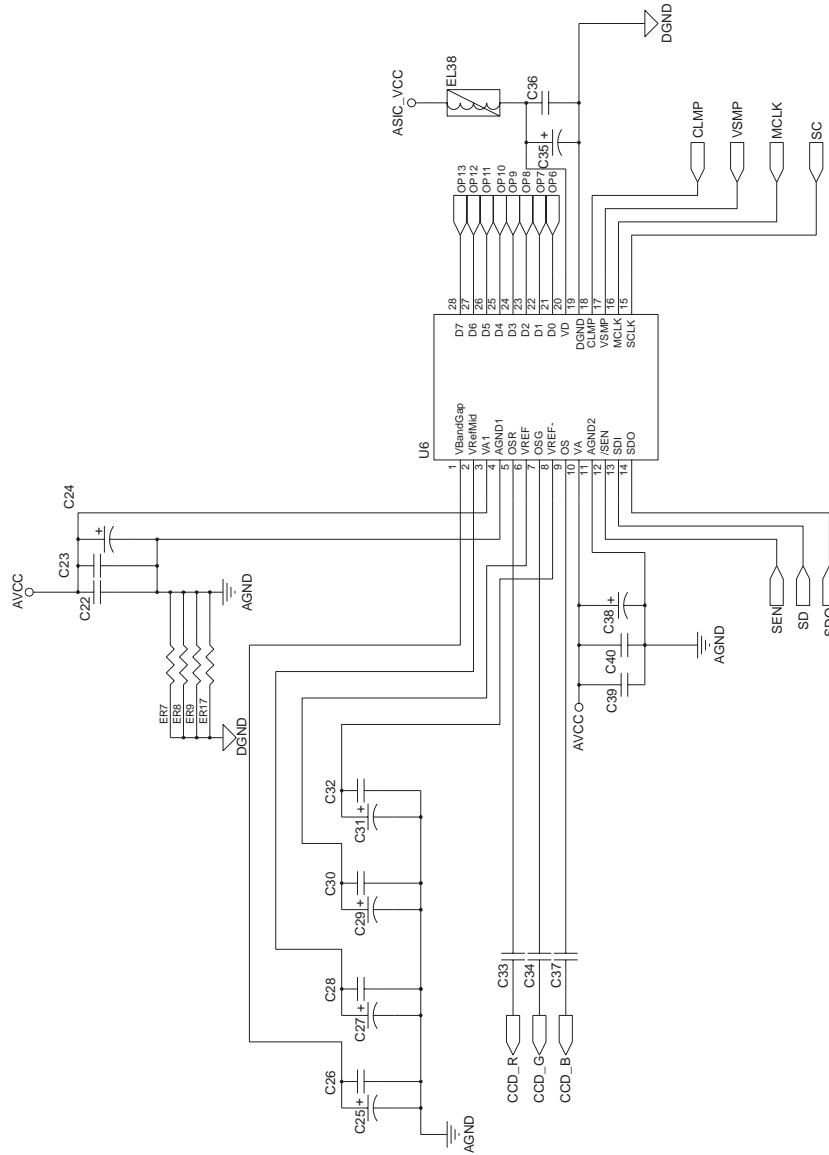 ASIC_VCC
EL38
C36
C35 +
DGND
CLMP
VSMP
MCLK
SC
OP13
OP12
OP11
OP10
OP9
OP8
OP7
OP6
28
27
26
25
24
23
22
21
20
19
18
17
16
15
D7
D6
D5
D4
D3
D2
D1
D0
VD
DGND
CLMP
VSMP
MCLK
SCLK
U6
VBandGap
VRefMid
VA1
AGND1
OSR
VREF
OSG
VREF-
OS
VA
AGND2
/SEN
SDI
SDO
1
2
3
4
5
6
7
8
9
10
11
12
13
14
C24
+
C23
C22
AVCC
AGND
ER7
ER8
ER9
ER17
DGND
SEN
SD
SDO
C38 +
C40
C39
AVCC
AGND
C32
C31 +
C30
C29 +
C28
C27 +
C26
C25 +
AGND
C33
C34
C37
CCD_R
CCD_G
CCD_B